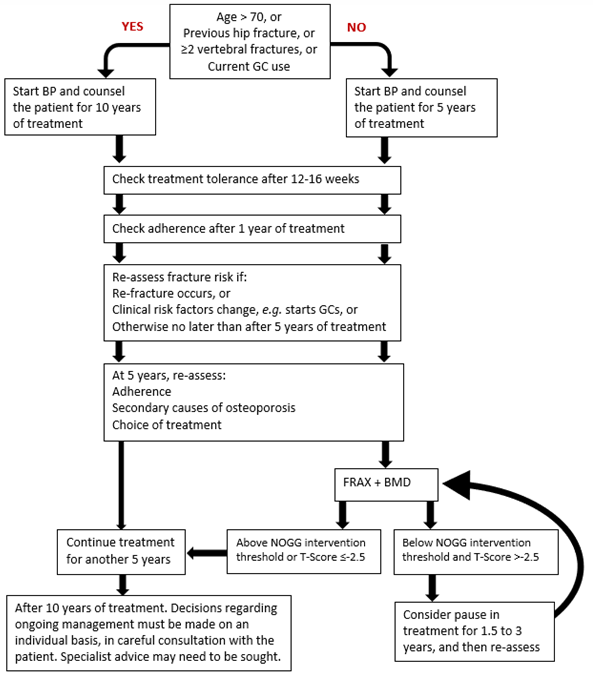 Age > 70, or
Previous hip fracture, or
≥2 vertebral fractures, or
Current GC use
YES
NO
Start BP and counsel
the patient for 10 years
of treatment
Start BP and counsel
the patient for 5 years
of treatment
Check treatment tolerance after 12-16 weeks
Check adherence after 1 year of treatment
Re-assess fracture risk if:
Re-fracture occurs, or
Clinical risk factors change, e.g. starts GCs, or
Otherwise no later than after 5 years of treatment
At 5 years, re-assess:
Adherence
Secondary causes of osteoporosis
Choice of treatment
FRAX + BMD
Continue treatment
for another 5 years
Above NOGG intervention
threshold or T-Score ≤-2.5
Below NOGG intervention
threshold and T-Score >-2.5
After 10 years of treatment. Decisions regarding
ongoing management must be made on an
individual basis, in careful consultation with the
patient. Specialist advice may need to be sought.
Consider pause in
treatment for 1.5 to 3
years, and then re-assess